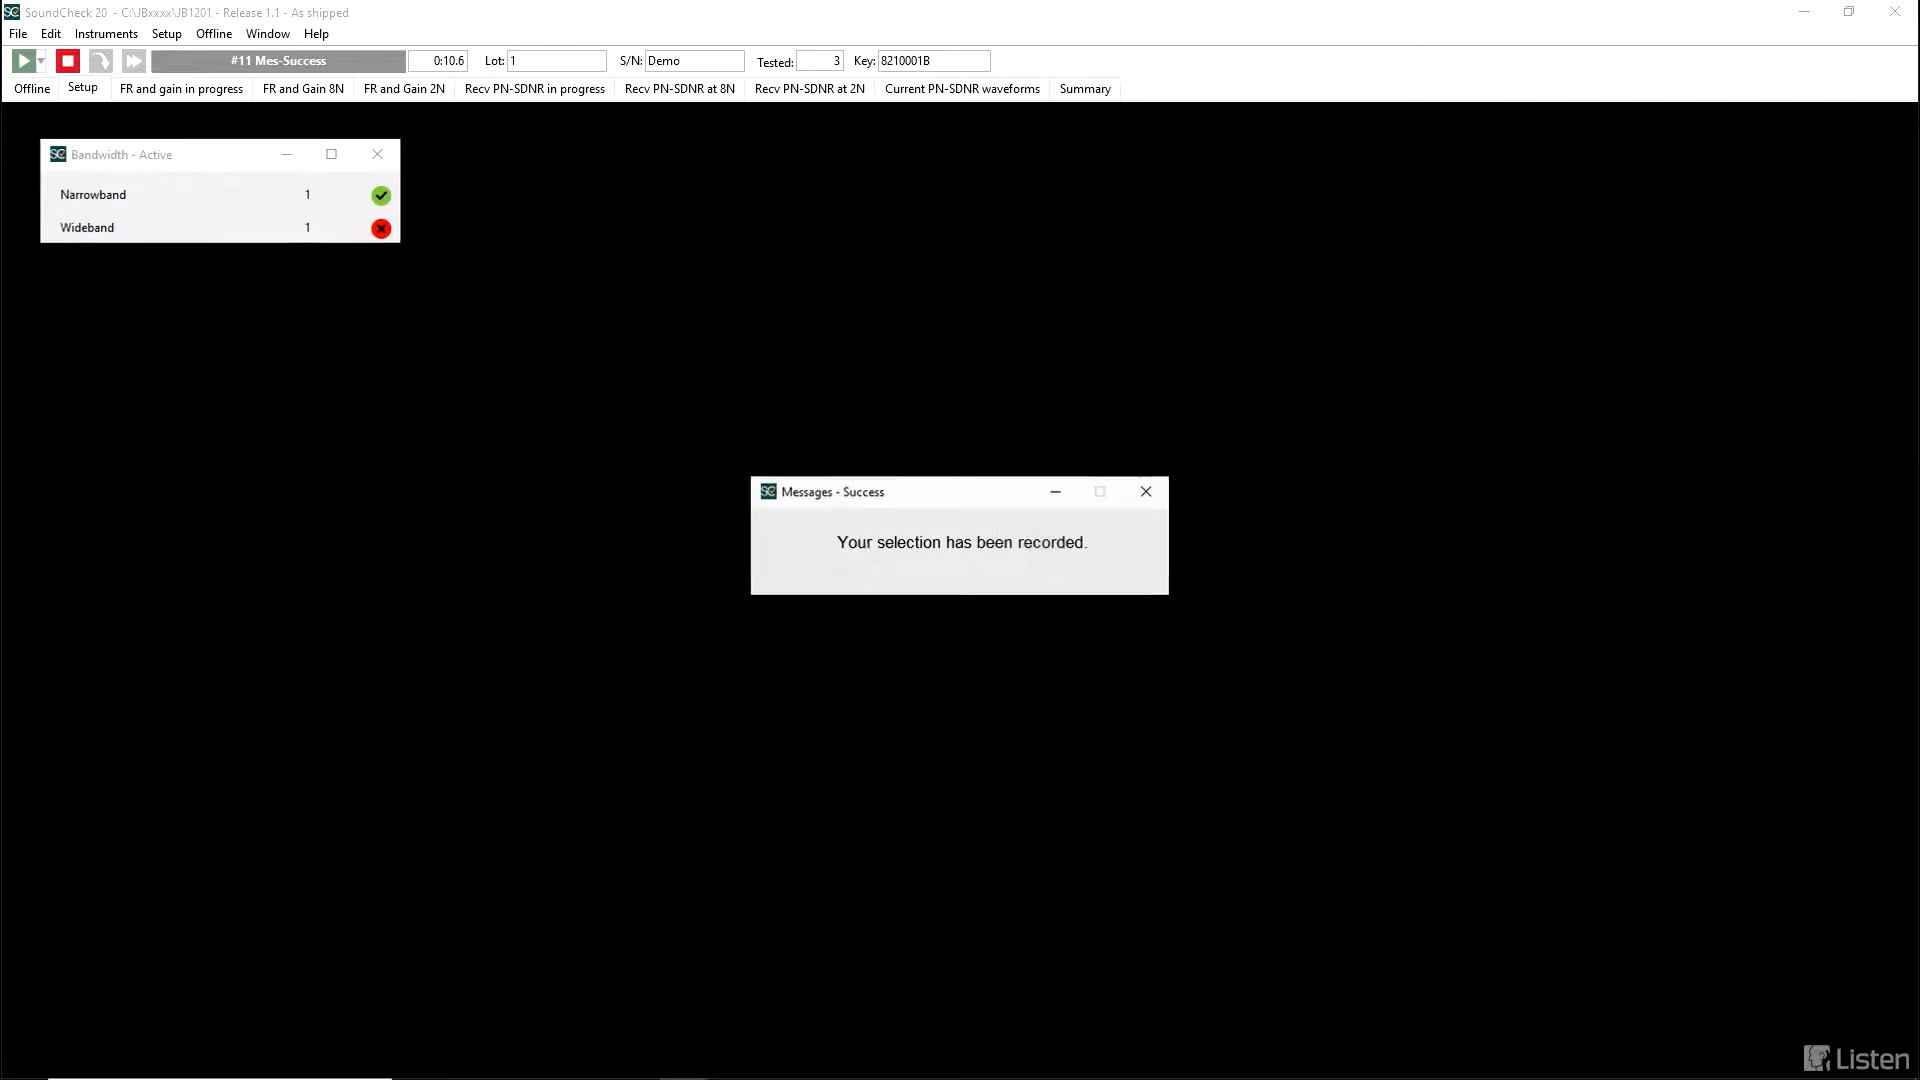 SoundCheck 20 - C:\JBxxxx\JB1201 - Release 1.1 - As shipped
File Edit Instruments Setup Offline Window Help
#11 Mes-Success 0:10.6 Lot: 1 S/N: Demo Tested: 3 Key: 8210001B
Offline Setup FR and gain in progress FR and Gain 8N FR and Gain 2N Recv PN-SDNR in progress Recv PN-SDNR at 8N Recv PN-SDNR at 2N Current PN-SDNR waveforms Summary
SC Bandwidth - Active
Narrowband 1
Wideband 1
SC Messages - Success
Your selection has been recorded.
Listen